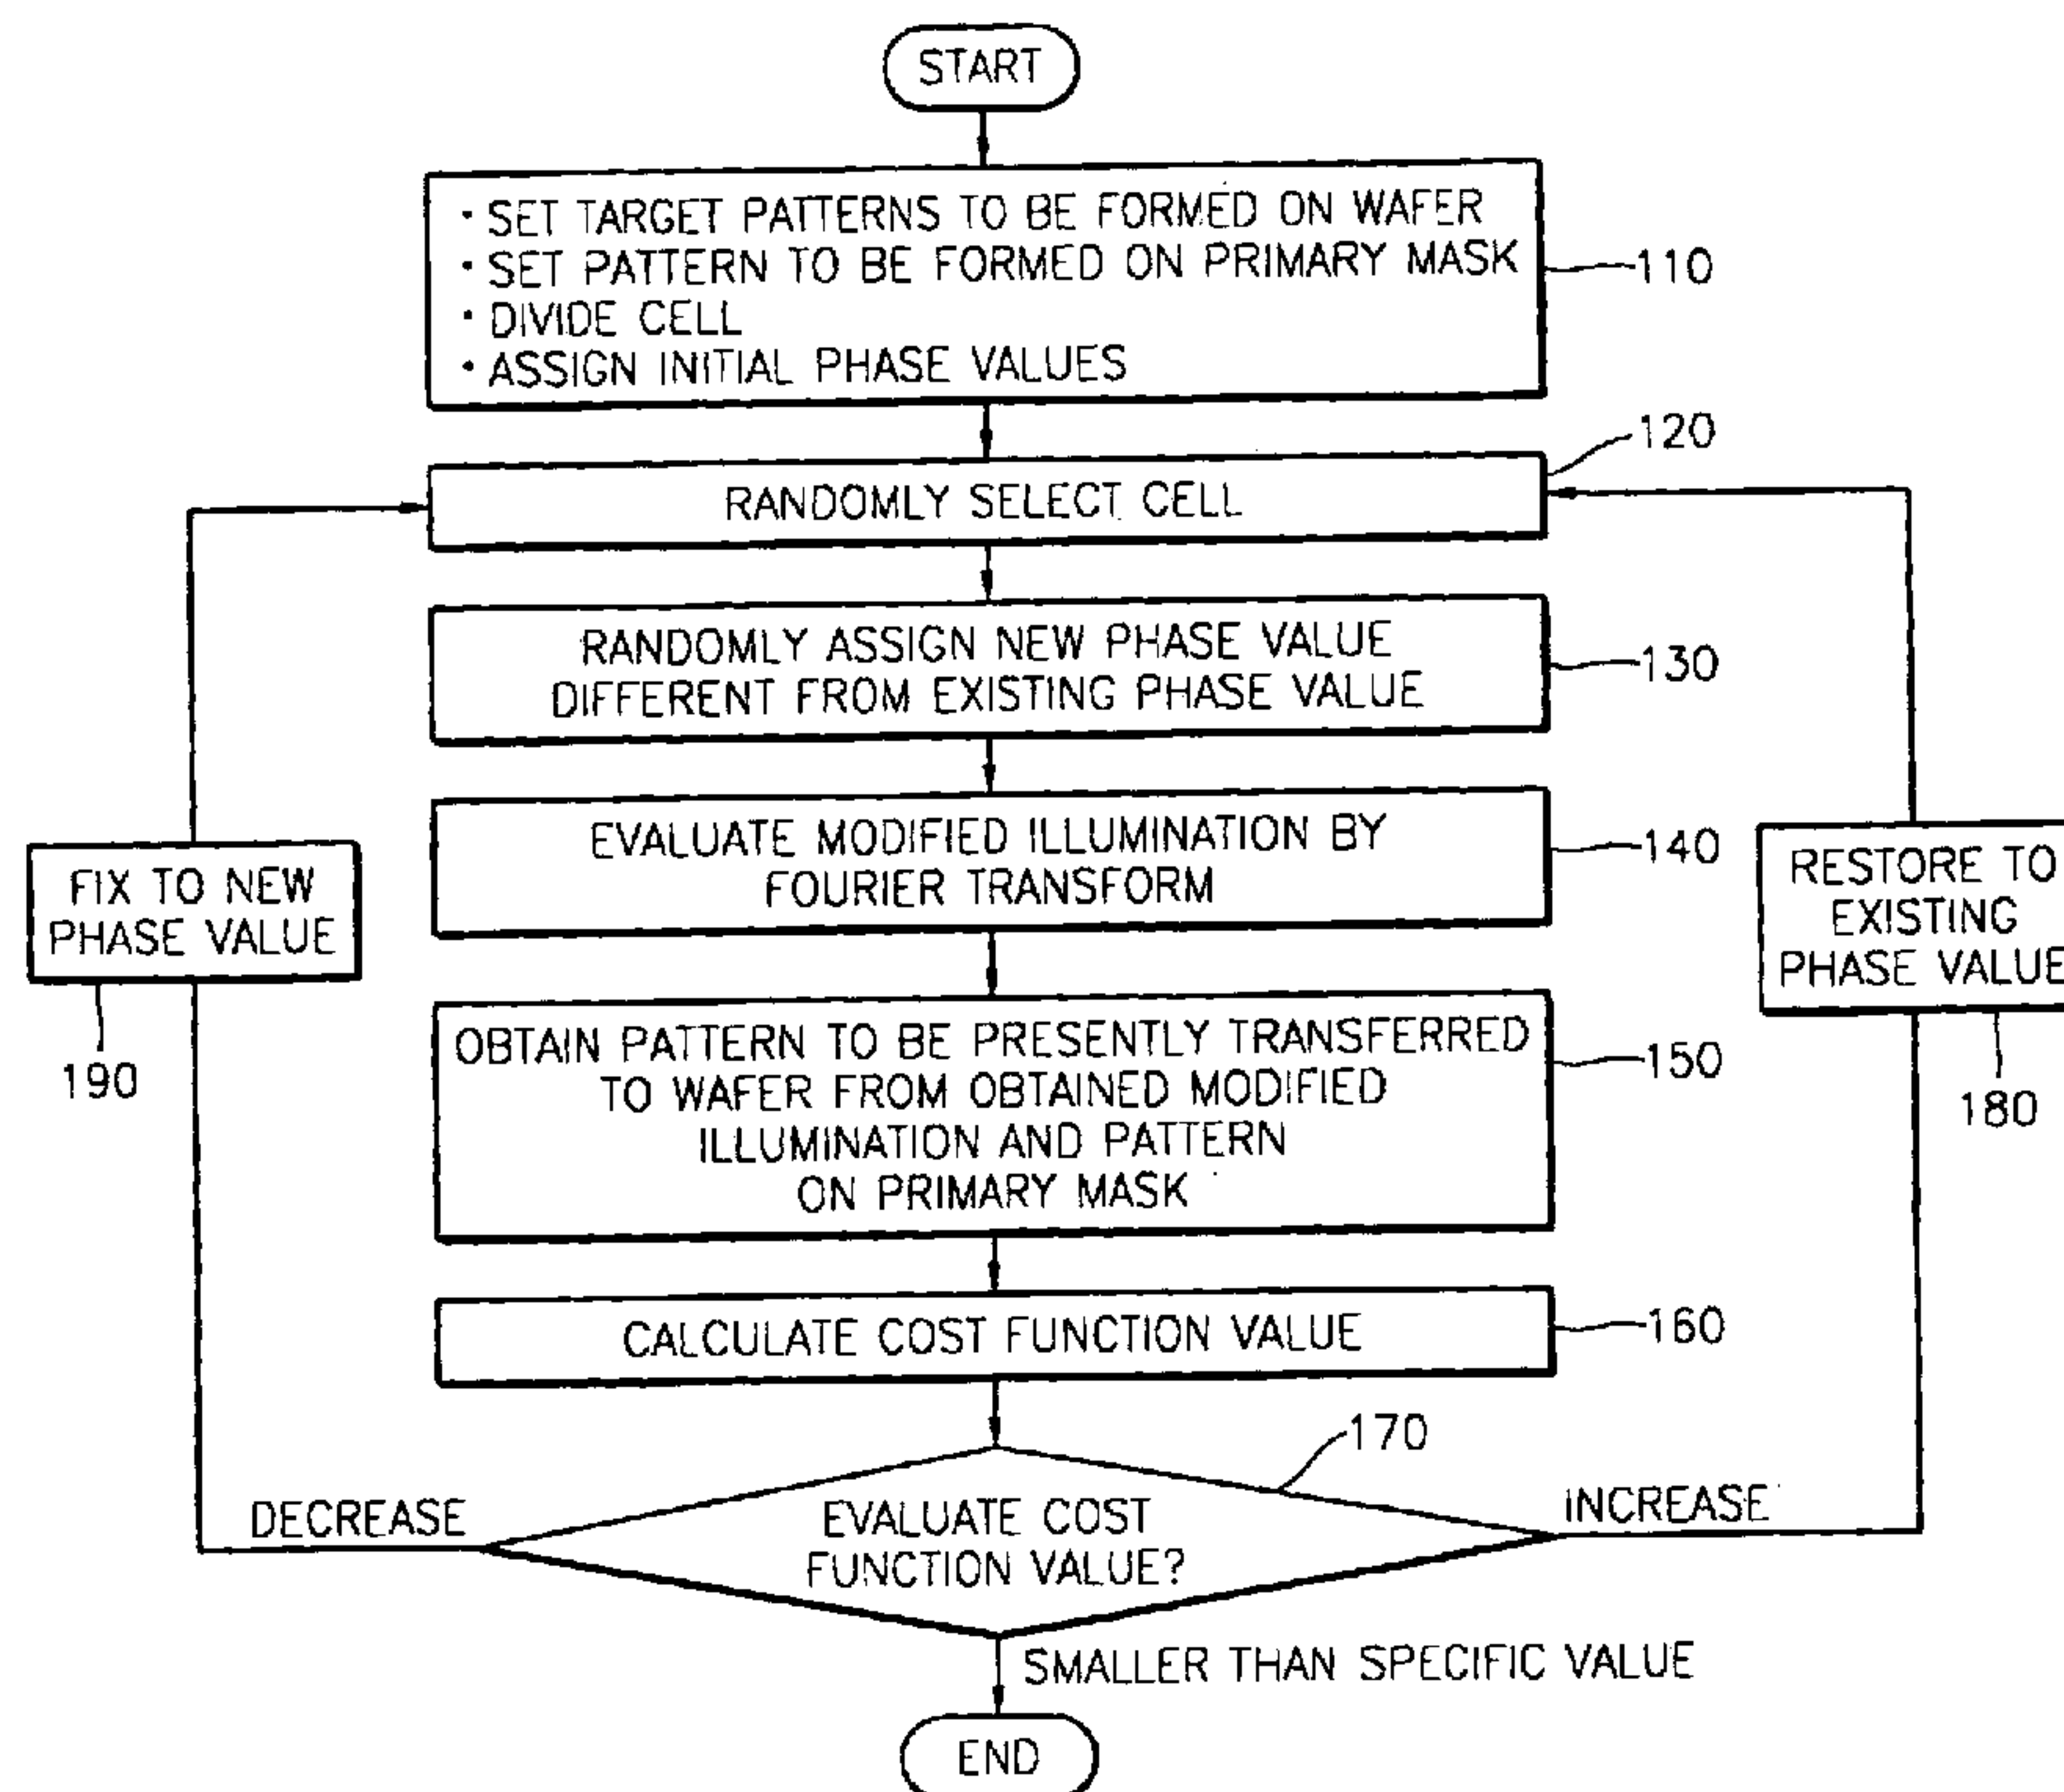 START
· SET TARGET PATTERNS TO BE FORMED ON WAFER
· SET PATTERN TO BE FORMED ON PRIMARY MASK
· DIVIDE CELL
· ASSIGN INITIAL PHASE VALUES
110
120
RANDOMLY SELECT CELL
RANDOMLY ASSIGN NEW PHASE VALUE
DIFFERENT FROM EXISTING PHASE VALUE
130
EVALUATE MODIFIED ILLUMINATION BY
FOURIER TRANSFORM
140
FIX TO NEW
PHASE VALUE
190
RESTORE TO
EXISTING
PHASE VALUE
180
OBTAIN PATTERN TO BE PRESENTLY TRANSFERRED
TO WAFER FROM OBTAINED MODIFIED
ILLUMINATION AND PATTERN
ON PRIMARY MASK
150
CALCULATE COST FUNCTION VALUE
160
170
DECREASE
EVALUATE COST
FUNCTION VALUE?
INCREASE
SMALLER THAN SPECIFIC VALUE
END